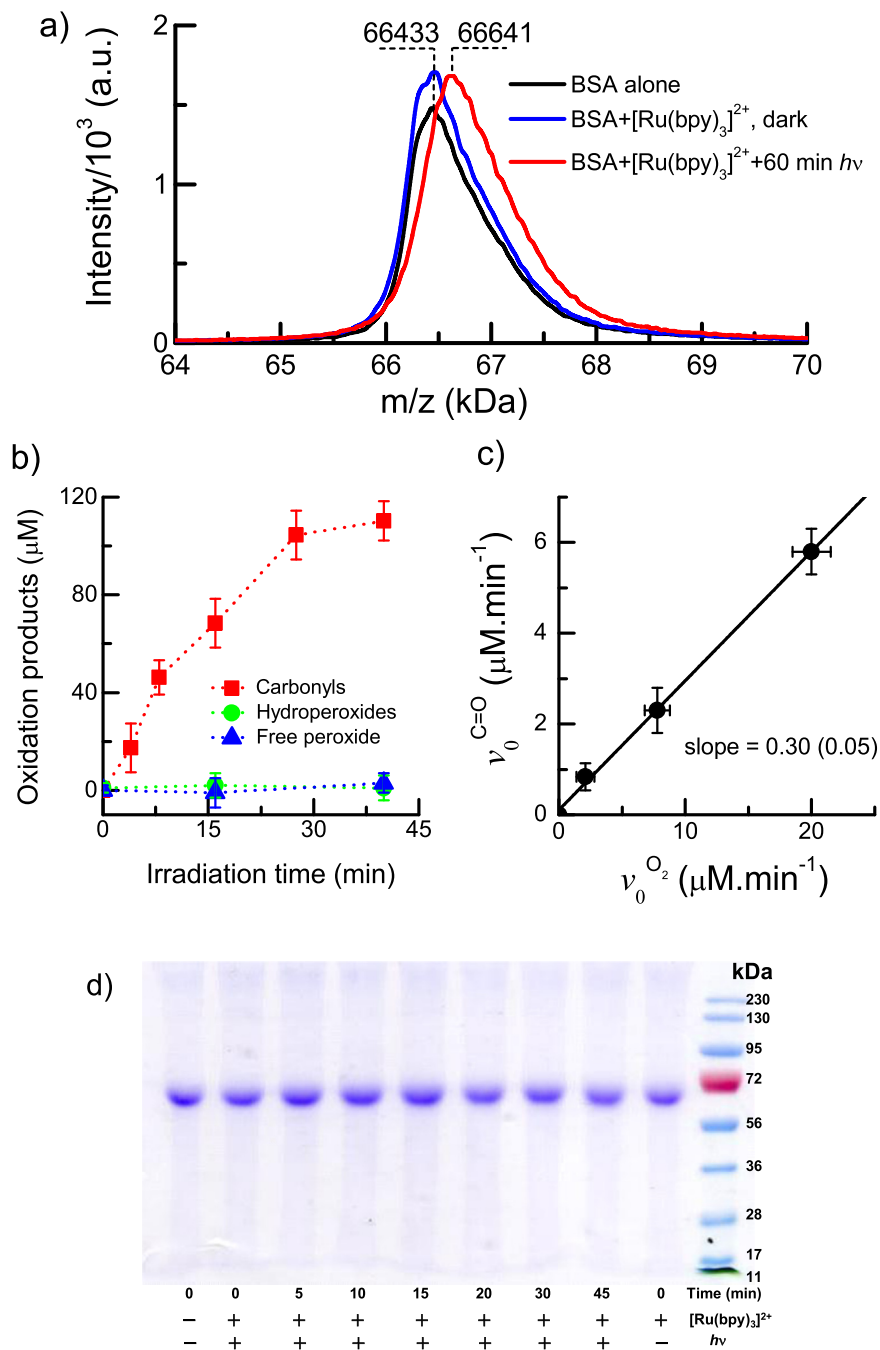 a)
66433 66641
BSA alone
BSA+[Ru(bpy)₃]²⁺, dark
BSA+[Ru(bpy)₃]²⁺+60 min hν
Intensity/10³ (a.u.)
2
1
0
64 65 66 67 68 69 70
m/z (kDa)
b)
Oxidation products (μM)
120
80
40
0
Carbonyls
Hydroperoxides
Free peroxide
0 15 30 45
Irradiation time (min)
c)
v₀ᶜ⁼ᴼ (μM.min⁻¹)
6
4
2
0
slope = 0.30 (0.05)
0 10 20
v₀ᴼ² (μM.min⁻¹)
d)
kDa
230
130
95
72
56
36
28
17
11
0 0 5 10 15 20 30 45 0 Time (min)
− + + + + + + + + [Ru(bpy)₃]²⁺
− + + + + + + + − hν